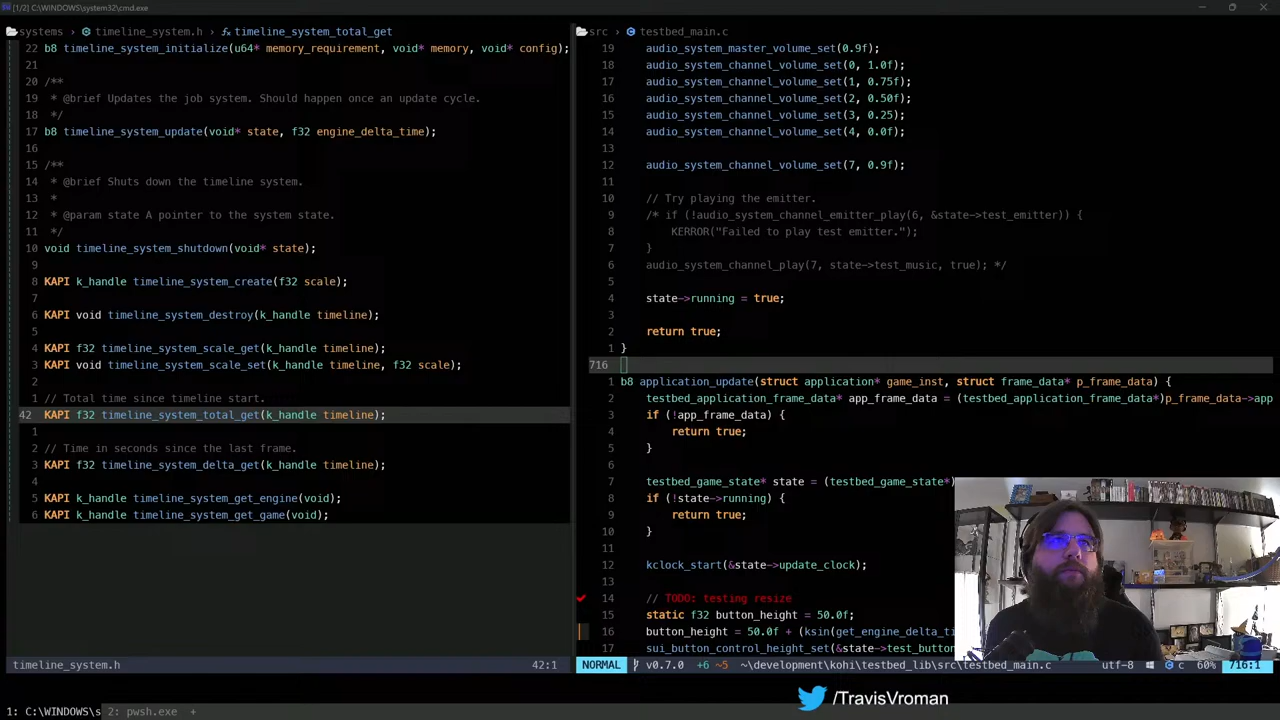 [1/2] C:\WINDOWS\system32\cmd.exe
systems > timeline_system.h > timeline_system_total_get
22 b8 timeline_system_initialize(u64* memory_requirement, void* memory, void* config);
21
20 /**
19 * @brief Updates the job system. Should happen once an update cycle.
18 */
17 b8 timeline_system_update(void* state, f32 engine_delta_time);
16
15 /**
14 * @brief Shuts down the timeline system.
13 *
12 * @param state A pointer to the system state.
11 */
10 void timeline_system_shutdown(void* state);
9
8 KAPI k_handle timeline_system_create(f32 scale);
7
6 KAPI void timeline_system_destroy(k_handle timeline);
5
4 KAPI f32 timeline_system_scale_get(k_handle timeline);
3 KAPI void timeline_system_scale_set(k_handle timeline, f32 scale);
2
1 // Total time since timeline start.
42 KAPI f32 timeline_system_total_get(k_handle timeline);
1
2 // Time in seconds since the last frame.
3 KAPI f32 timeline_system_delta_get(k_handle timeline);
4
5 KAPI k_handle timeline_system_get_engine(void);
6 KAPI k_handle timeline_system_get_game(void);
timeline_system.h 42:1
src > testbed_main.c
19 audio_system_master_volume_set(0.9f);
18 audio_system_channel_volume_set(0, 1.0f);
17 audio_system_channel_volume_set(1, 0.75f);
16 audio_system_channel_volume_set(2, 0.50f);
15 audio_system_channel_volume_set(3, 0.25);
14 audio_system_channel_volume_set(4, 0.0f);
13
12 audio_system_channel_volume_set(7, 0.9f);
11
10 // Try playing the emitter.
9 /* if (!audio_system_channel_emitter_play(6, &state->test_emitter)) {
8 KERROR("Failed to play test emitter.");
7 }
6 audio_system_channel_play(7, state->test_music, true); */
5
4 state->running = true;
3
2 return true;
1 }
716
1 b8 application_update(struct application* game_inst, struct frame_data* p_frame_data) {
2 testbed_application_frame_data* app_frame_data = (testbed_application_frame_data*)p_frame_data->app
3 if (!app_frame_data) {
4 return true;
5 }
6
7 testbed_game_state* state = (testbed_game_state*)
8 if (!state->running) {
9 return true;
10 }
11
12 kclock_start(&state->update_clock);
13
14 // TODO: testing resize
15 static f32 button_height = 50.0f;
16 button_height = 50.0f + (ksin(get_engine_delta_ti
17 sui_button_control_height_set(&state->test_button
NORMAL v0.7.0 +6 ~5 ~\development\kohi\testbed_lib\src\testbed_main.c utf-8 c 60% 716:1
/TravisVroman
1: C:\WINDOWS\s 2: pwsh.exe +